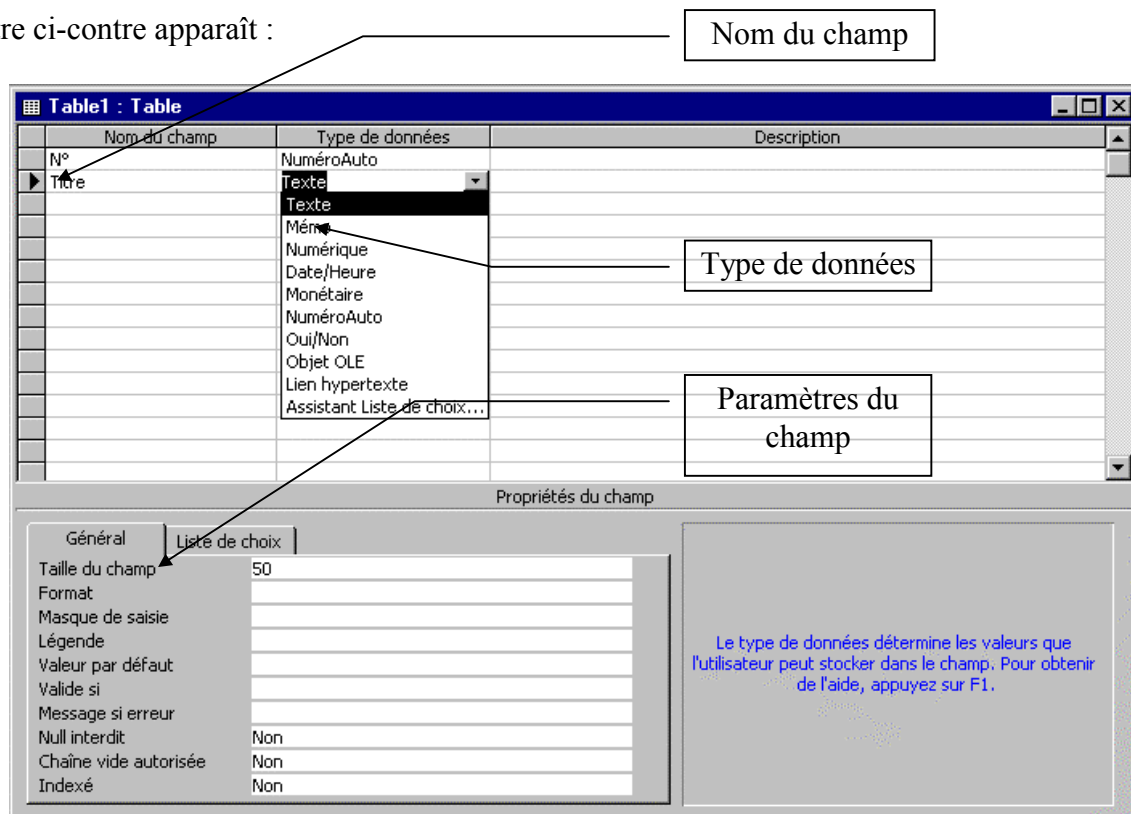 re ci-contre apparaît :
Nom du champ
Table1 : Table
Nom du champ Type de données Description
N° NuméroAuto
Titre Texte
Texte
Mémo
Numérique
Type de données
Date/Heure
Monétaire
NuméroAuto
Oui/Non
Objet OLE
Lien hypertexte
Assistant Liste de choix...
Paramètres du
champ
Propriétés du champ
Général Liste de choix
Taille du champ 50
Format
Masque de saisie
Légende
Valeur par défaut
Valide si
Message si erreur
Null interdit Non
Chaîne vide autorisée Non
Indexé Non
Le type de données détermine les valeurs que
l'utilisateur peut stocker dans le champ. Pour obtenir
de l'aide, appuyez sur F1.